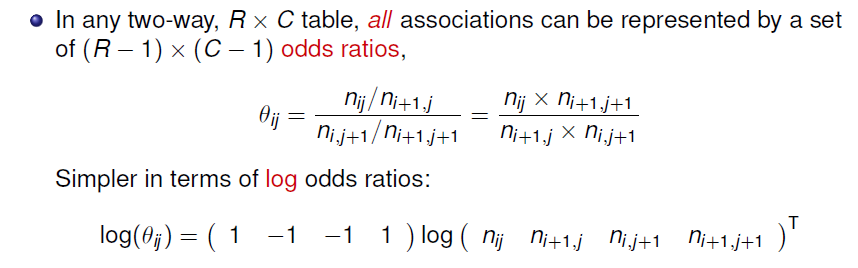 • In any two-way, R × C table, all associations can be represented by a set
of (R − 1) × (C − 1) odds ratios,
θij = (nij/ni+1,j) / (ni,j+1/ni+1,j+1) = (nij × ni+1,j+1) / (ni+1,j × ni,j+1)
Simpler in terms of log odds ratios:
log(θij) = ( 1 −1 −1 1 ) log ( nij ni+1,j ni,j+1 ni+1,j+1 )T